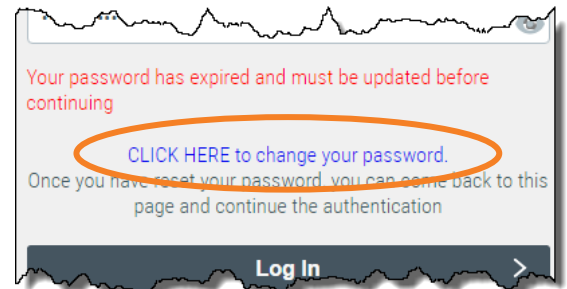 Your password has expired and must be updated before
continuing
CLICK HERE to change your password.
Once you have reset your password, you can come back to this
page and continue the authentication
Log In